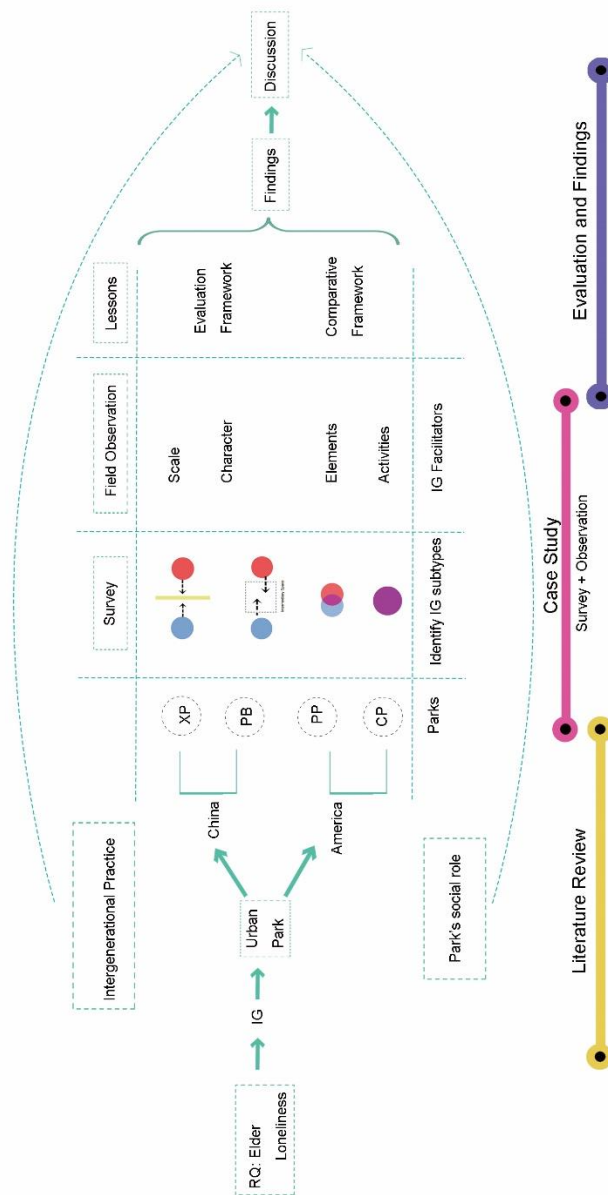 RQ: Elder
Loneliness
IG
Urban
Park
Intergenerational Practice
Park's social role
China
America
XP
PB
PP
CP
Parks
Survey
Identify IG subtypes
Field Observation
Scale
Character
Elements
Activities
IG Facilitators
Lessons
Evaluation
Framework
Comparative
Framework
Findings
Discussion
Literature Review
Case Study
Survey + Observation
Evaluation and Findings